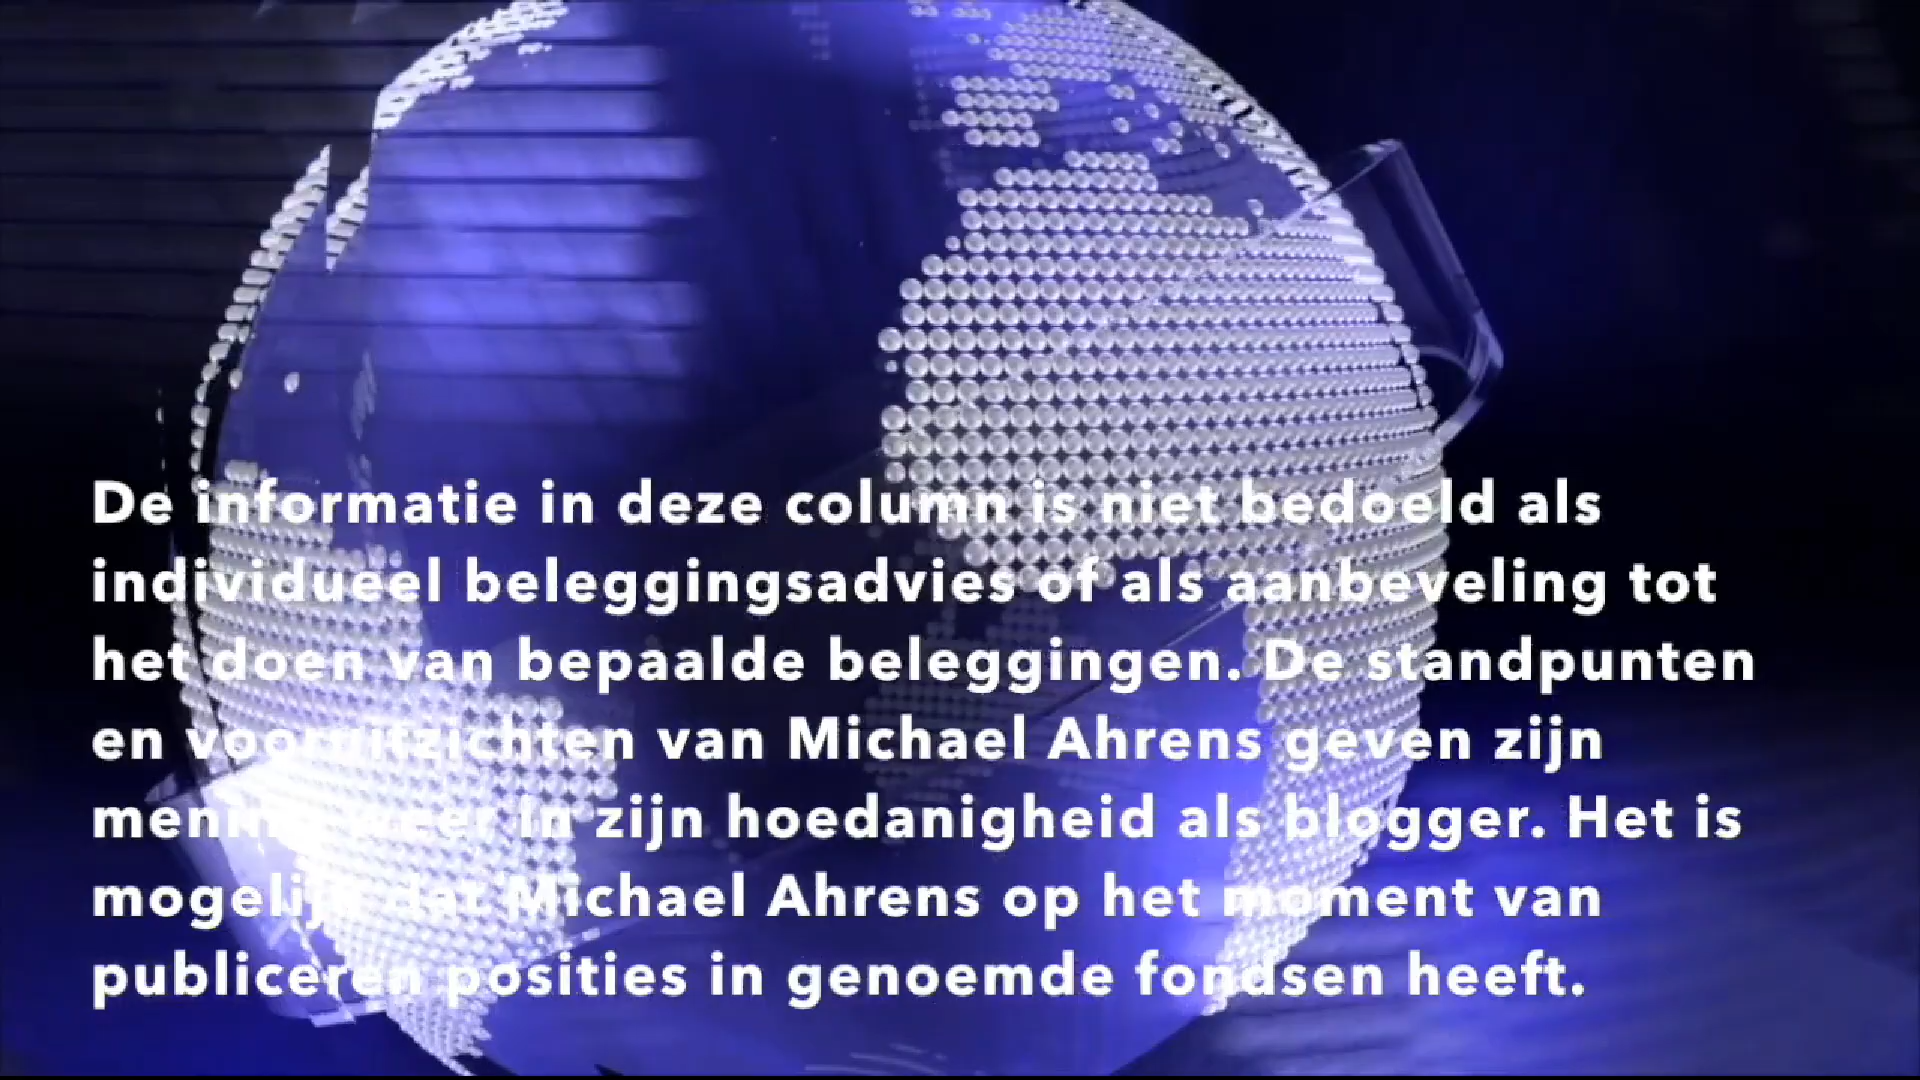 De informatie in deze column is niet bedoeld als
individueel beleggingsadvies of als aanbeveling tot
het doen van bepaalde beleggingen. De standpunten
en vooruitzichten van Michael Ahrens geven zijn
mening weer in zijn hoedanigheid als blogger. Het is
mogelijk dat Michael Ahrens op het moment van
publiceren posities in genoemde fondsen heeft.